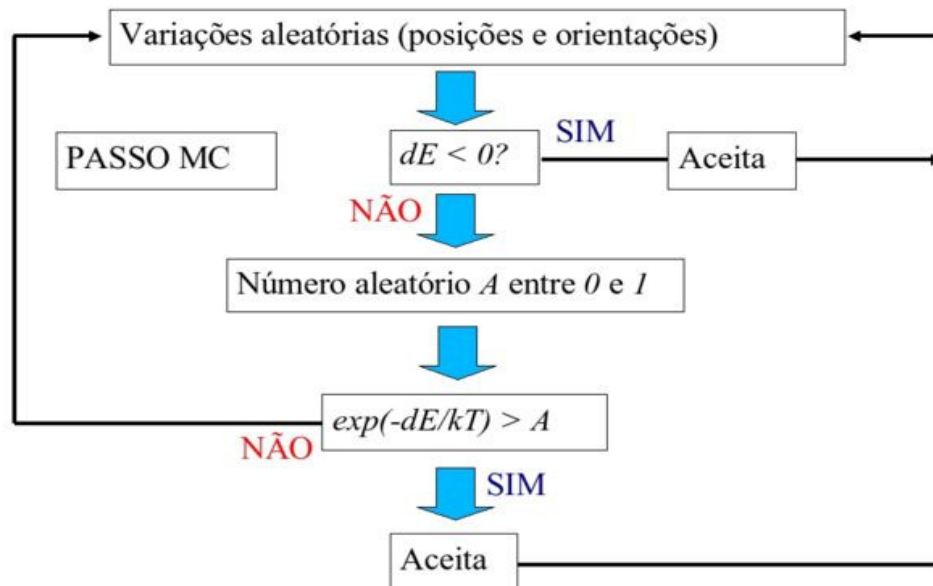 Variações aleatórias (posições e orientações)
PASSO MC
dE < 0?
SIM
Aceita
NÃO
Número aleatório A entre 0 e 1
exp(-dE/kT) > A
NÃO
SIM
Aceita